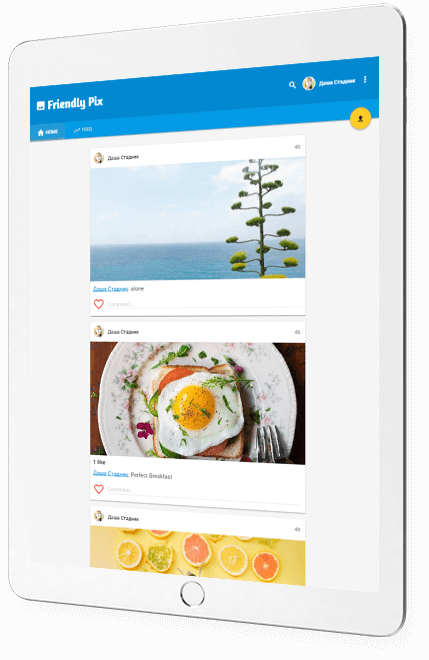 Friendly Pix
Даша Стадник
HOME
FEED
Даша Стадник
4h
Даша Стадник: alone
Comment...
Даша Стадник
4h
1 like
Даша Стадник: Perfect Breakfast
Comment...
Даша Стадник
4h